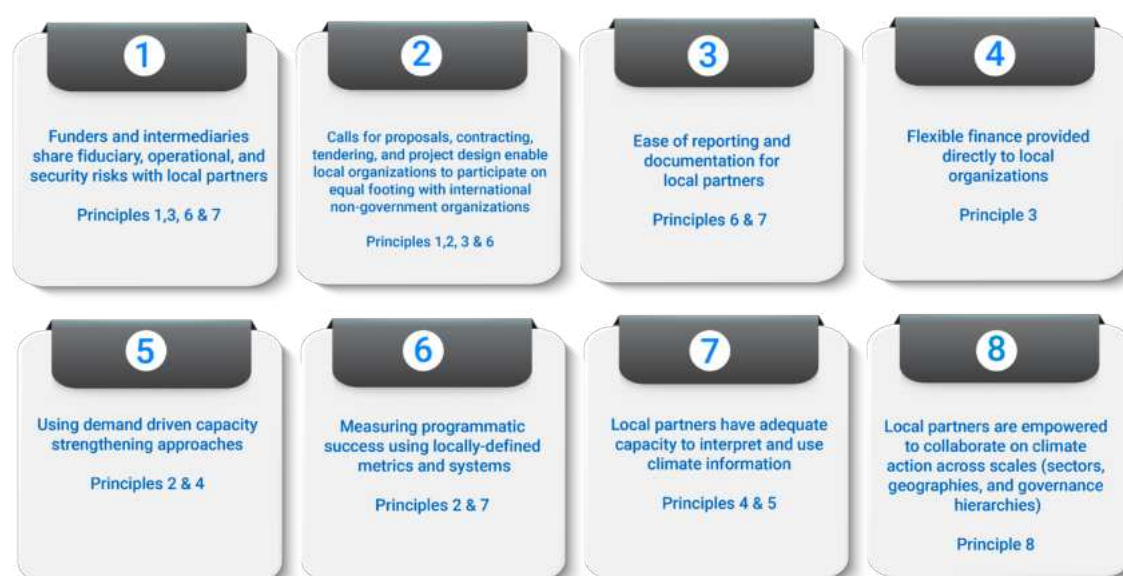 1
Funders and intermediaries
share fiduciary, operational, and
security risks with local partners
Principles 1,3, 6 & 7
2
Calls for proposals, contracting,
tendering, and project design enable
local organizations to participate on
equal footing with international
non-government organizations
Principles 1,2, 3 & 6
3
Ease of reporting and
documentation for
local partners
Principles 6 & 7
4
Flexible finance provided
directly to local
organizations
Principle 3
5
Using demand driven capacity
strengthening approaches
Principles 2 & 4
6
Measuring programmatic
success using locally-defined
metrics and systems
Principles 2 & 7
7
Local partners have adequate
capacity to interpret and use
climate information
Principles 4 & 5
8
Local partners are empowered
to collaborate on climate
action across scales (sectors,
geographies, and governance
hierarchies)
Principle 8